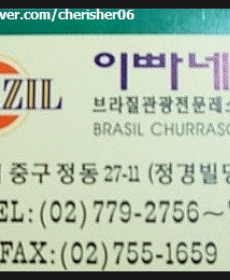 ver.com/cherisher06
ZIL
이빠네
브라질관광전문레스
BRASIL CHURRASC
중구 정동 27-11 (정경빌딩
EL:(02)779-2756~
FAX:(02)755-1659